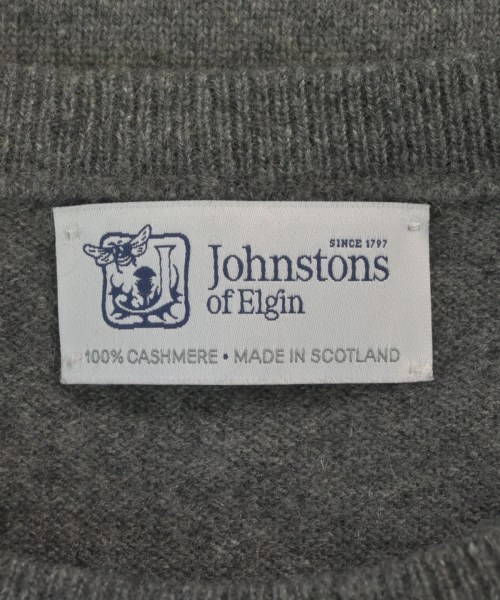 SINCE 1797
Johnstons
of Elgin
100% CASHMERE • MADE IN SCOTLAND